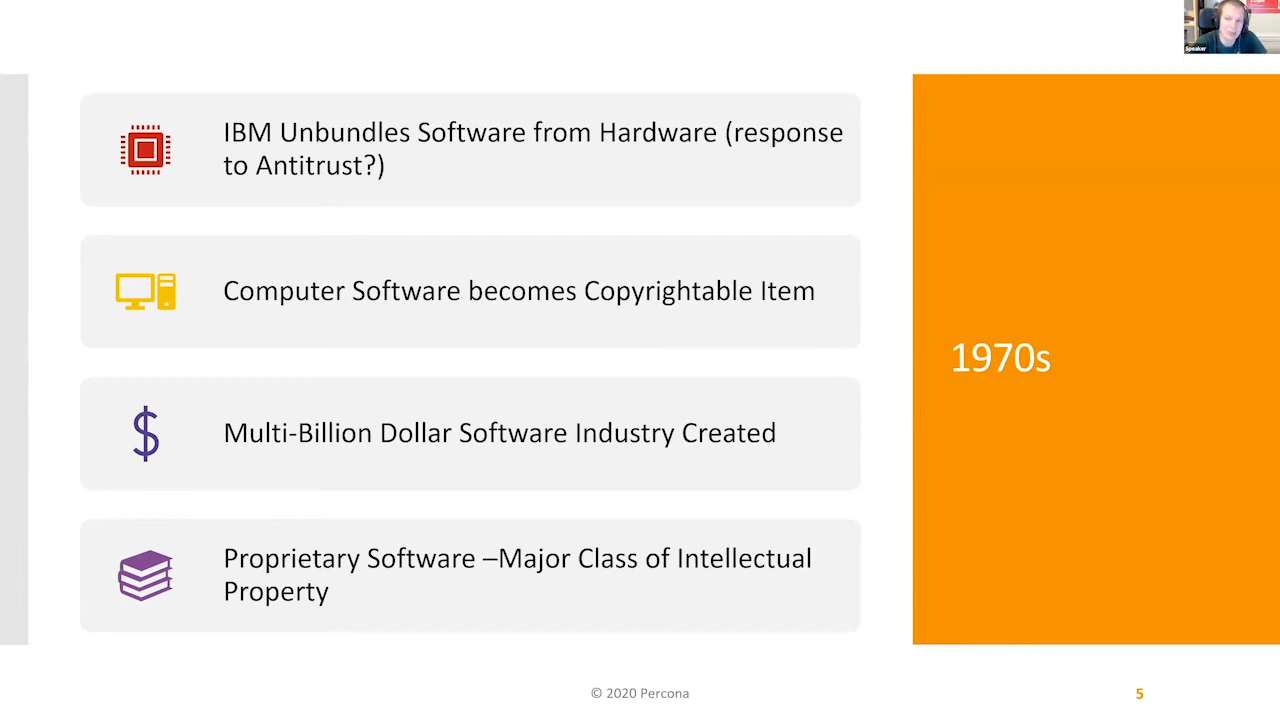 Speaker
IBM Unbundles Software from Hardware (response
to Antitrust?)
Computer Software becomes Copyrightable Item
1970s
Multi-Billion Dollar Software Industry Created
Proprietary Software –Major Class of Intellectual
Property
© 2020 Percona
5